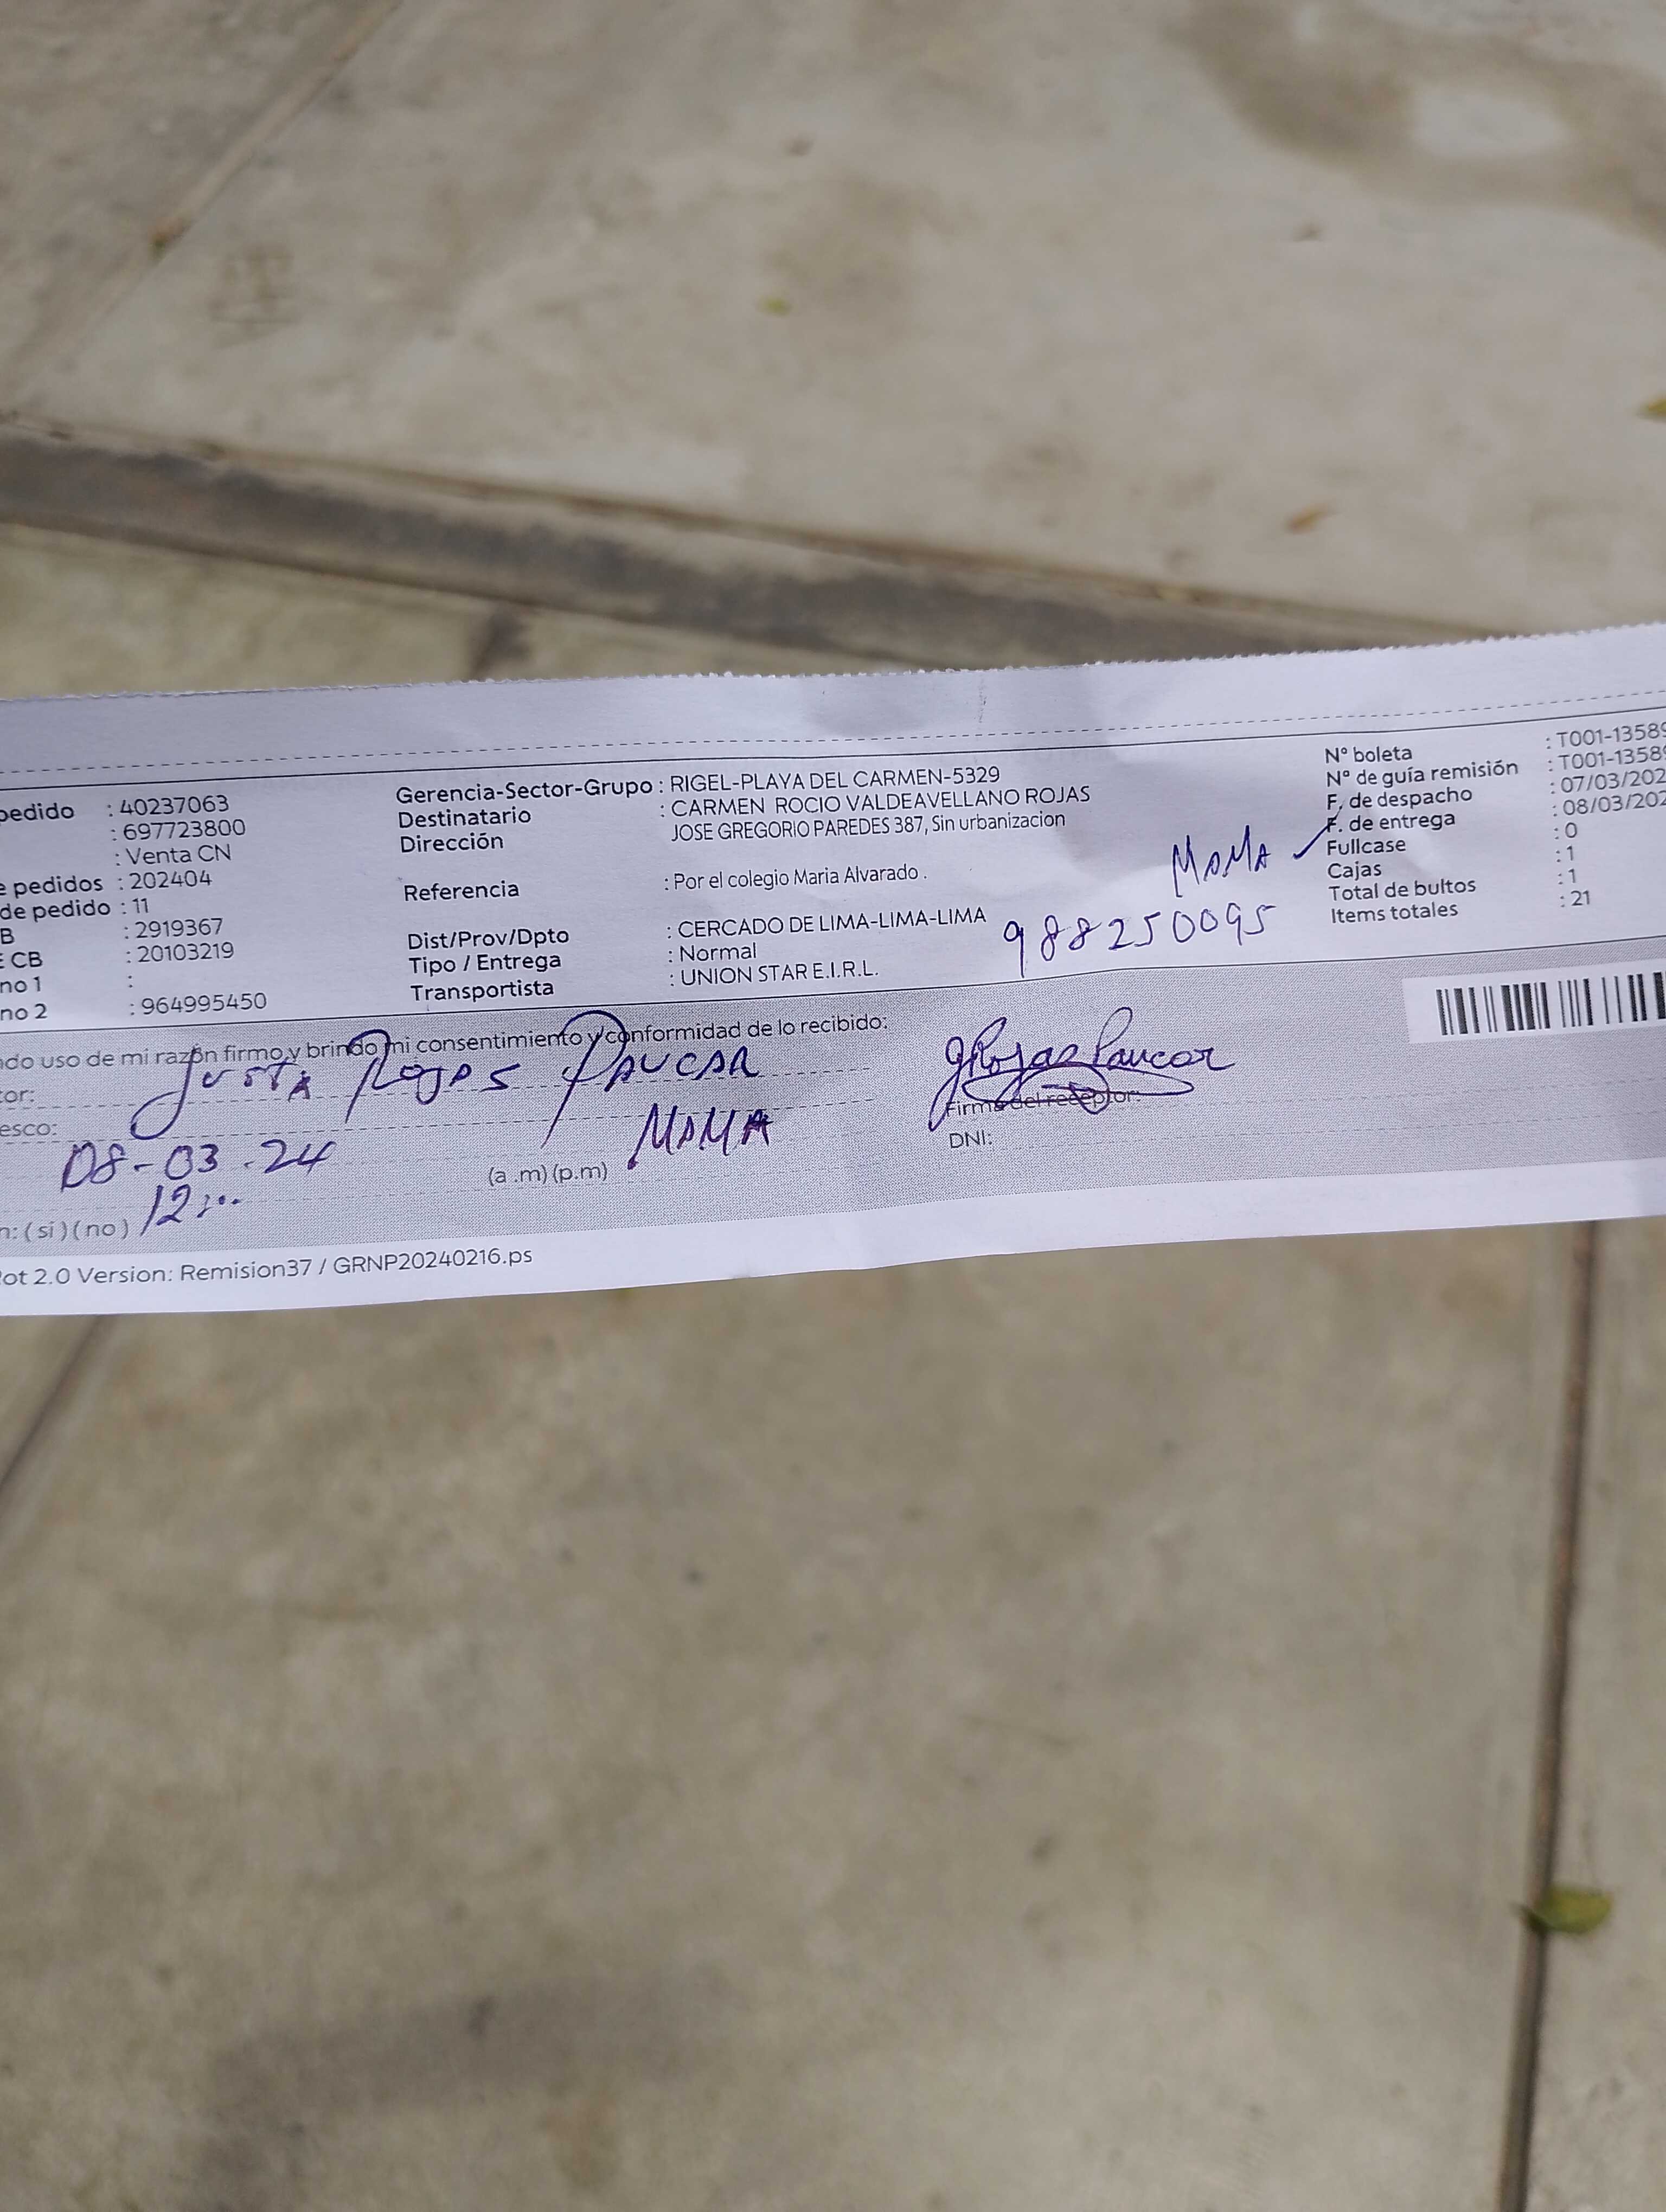 pedido : 40237063
: 697723800
: Venta CN
e pedidos : 202404
de pedido : 11
B : 2919367
E CB : 20103219
no 1 :
no 2 : 964995450
Gerencia-Sector-Grupo : RIGEL-PLAYA DEL CARMEN-5329
Destinatario : CARMEN ROCIO VALDEAVELLANO ROJAS
Dirección JOSE GREGORIO PAREDES 387, Sin urbanizacion
Referencia : Por el colegio Maria Alvarado .
Dist/Prov/Dpto : CERCADO DE LIMA-LIMA-LIMA
Tipo / Entrega : Normal
Transportista : UNION STAR E.I.R.L.
MAMA
988250095
N° boleta : T001-13589
N° de guía remisión : T001-1358
F. de despacho : 07/03/202
F. de entrega : 08/03/202
Fullcase : 0
Cajas : 1
Total de bultos : 1
Items totales : 21
ndo uso de mi razón firmo y brindo mi consentimiento y conformidad de lo recibido:
tor: Justa Rojas PAUCAR
esco: MAMA
08-03-24
12:00 (a .m) (p.m)
n: ( si ) ( no )
gRojas Paucar
Firma del receptor:
DNI:
ot 2.0 Version: Remision37 / GRNP20240216.ps